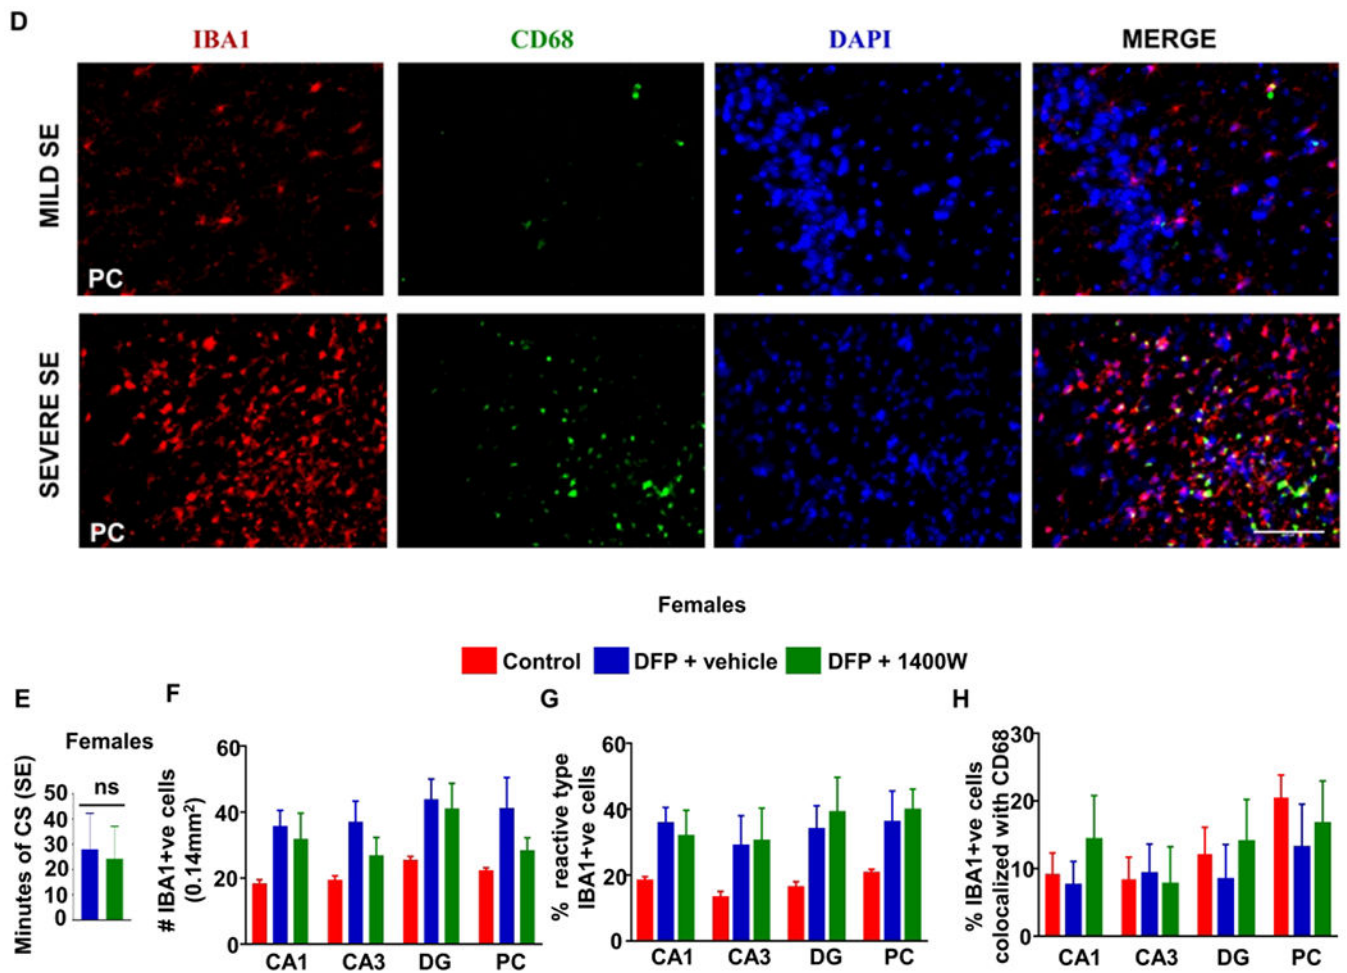 D
IBA1 CD68 DAPI MERGE
MILD SE
PC
SEVERE SE
PC
Females
Control DFP + vehicle DFP + 1400W
E
Females
Minutes of CS (SE)
50
40
30
20
10
0
ns
F
# IBA1+ve cells
(0.14mm²)
60
40
20
0
CA1 CA3 DG PC
G
% reactive type
IBA1+ve cells
60
40
20
0
CA1 CA3 DG PC
H
% IBA1+ve cells
colocalized with CD68
30
20
10
0
CA1 CA3 DG PC